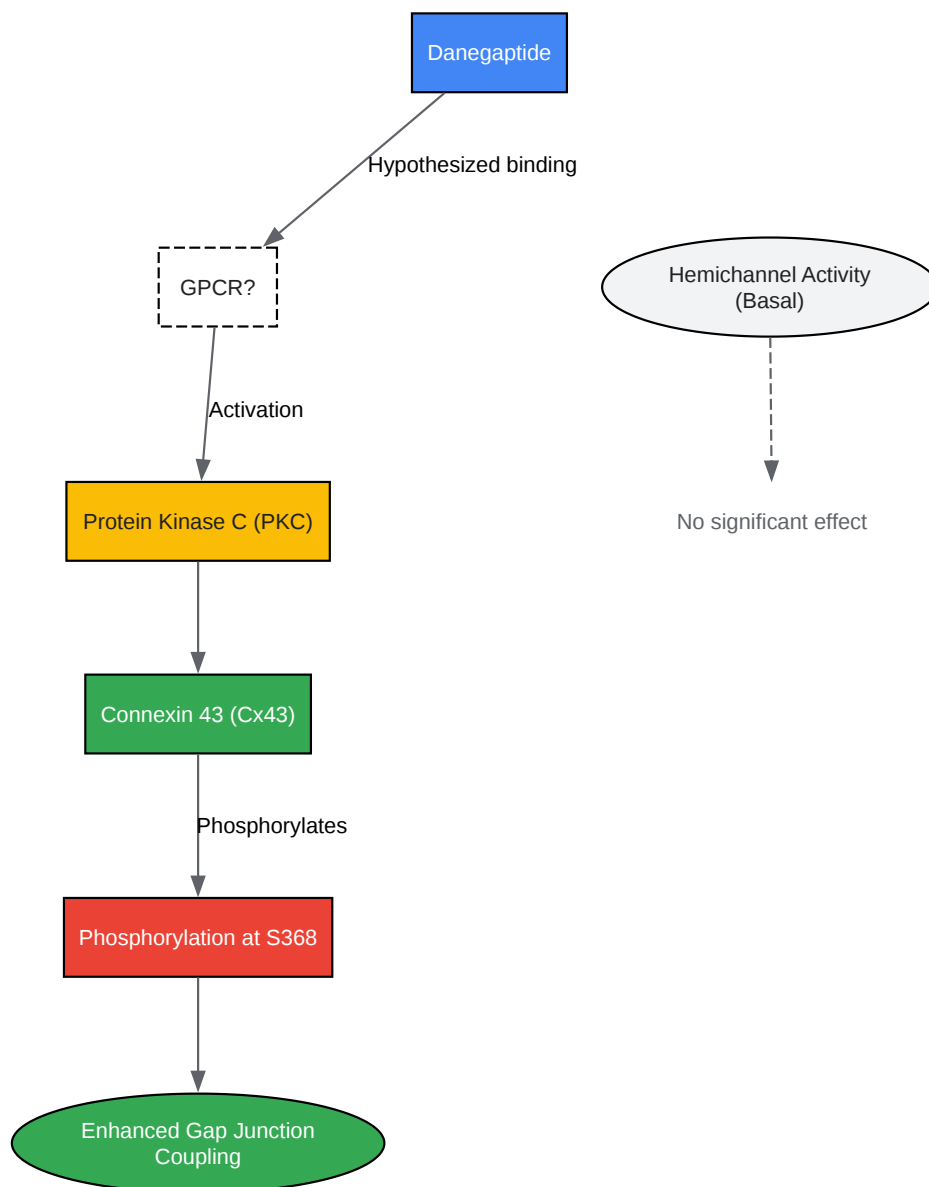 Danegaptide
Hypothesized binding
GPCR?
Hemichannel Activity
(Basal)
Activation
Protein Kinase C (PKC)
No significant effect
Connexin 43 (Cx43)
Phosphorylates
Phosphorylation at S368
Enhanced Gap Junction
Coupling